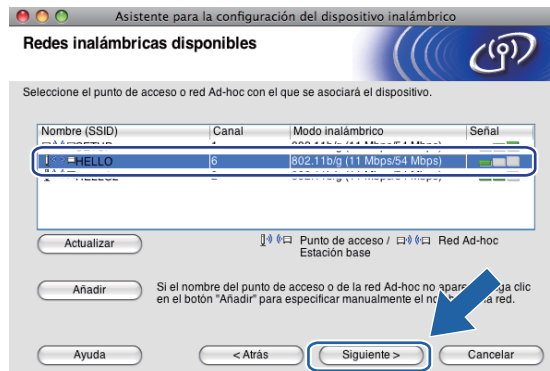 Asistente para la configuración del dispositivo inalámbrico
Redes inalámbricas disponibles
Seleccione el punto de acceso o red Ad-hoc con el que se asociará el dispositivo.
Nombre (SSID) Canal Modo inalámbrico Señal
HELLO 6 802.11b/g (11 Mbps/54 Mbps)
Actualizar
Punto de acceso / Red Ad-hoc
Estación base
Añadir
Si el nombre del punto de acceso o de la red Ad-hoc no clic
en el botón "Añadir" para especificar manualmente el red.
Ayuda < Atrás Siguiente > Cancelar